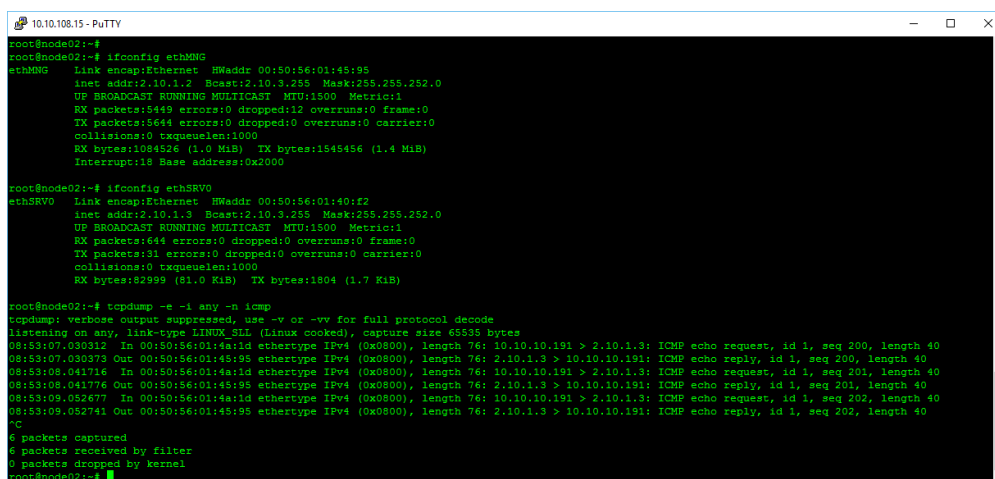 10.10.108.15 - PuTTY
root@node02:~#
root@node02:~# ifconfig ethMNG
ethMNG    Link encap:Ethernet  HWaddr 00:50:56:01:45:95
          inet addr:2.10.1.2  Bcast:2.10.3.255  Mask:255.255.252.0
          UP BROADCAST RUNNING MULTICAST  MTU:1500  Metric:1
          RX packets:5449 errors:0 dropped:12 overruns:0 frame:0
          TX packets:5644 errors:0 dropped:0 overruns:0 carrier:0
          collisions:0 txqueuelen:1000
          RX bytes:1084526 (1.0 MiB)  TX bytes:1545456 (1.4 MiB)
          Interrupt:18 Base address:0x2000
root@node02:~# ifconfig ethSRV0
ethSRV0   Link encap:Ethernet  HWaddr 00:50:56:01:40:f2
          inet addr:2.10.1.3  Bcast:2.10.3.255  Mask:255.255.252.0
          UP BROADCAST RUNNING MULTICAST  MTU:1500  Metric:1
          RX packets:644 errors:0 dropped:0 overruns:0 frame:0
          TX packets:31 errors:0 dropped:0 overruns:0 carrier:0
          collisions:0 txqueuelen:1000
          RX bytes:82999 (81.0 KiB)  TX bytes:1804 (1.7 KiB)
root@node02:~# tcpdump -e -i any -n icmp
tcpdump: verbose output suppressed, use -v or -vv for full protocol decode
listening on any, link-type LINUX_SLL (Linux cooked), capture size 65535 bytes
08:53:07.030312  In 00:50:56:01:4a:1d ethertype IPv4 (0x0800), length 76: 10.10.10.191 > 2.10.1.3: ICMP echo request, id 1, seq 200, length 40
08:53:07.030373 Out 00:50:56:01:45:95 ethertype IPv4 (0x0800), length 76: 2.10.1.3 > 10.10.10.191: ICMP echo reply, id 1, seq 200, length 40
08:53:08.041716  In 00:50:56:01:4a:1d ethertype IPv4 (0x0800), length 76: 10.10.10.191 > 2.10.1.3: ICMP echo request, id 1, seq 201, length 40
08:53:08.041776 Out 00:50:56:01:45:95 ethertype IPv4 (0x0800), length 76: 2.10.1.3 > 10.10.10.191: ICMP echo reply, id 1, seq 201, length 40
08:53:09.052677  In 00:50:56:01:4a:1d ethertype IPv4 (0x0800), length 76: 10.10.10.191 > 2.10.1.3: ICMP echo request, id 1, seq 202, length 40
08:53:09.052741 Out 00:50:56:01:45:95 ethertype IPv4 (0x0800), length 76: 2.10.1.3 > 10.10.10.191: ICMP echo reply, id 1, seq 202, length 40
^C
6 packets captured
6 packets received by filter
0 packets dropped by kernel
root@node02:~#